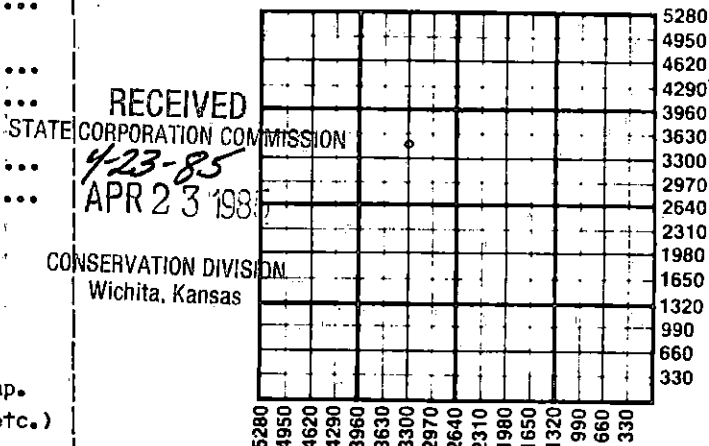 •••
•••
•••
•••
•••
RECEIVED
STATE CORPORATION COMMISSION
4-23-85
APR 23 198
CONSERVATION DIVISION
Wichita, Kansas
np.
etc.)
5280
4950
4620
4290
3960
3630
3300
2970
2640
2310
1980
1650
1320
990
660
330
5280 4950 4620 4290 3960 3630 3300 2970 2640 2310 1980 1650 1320 990 660 330